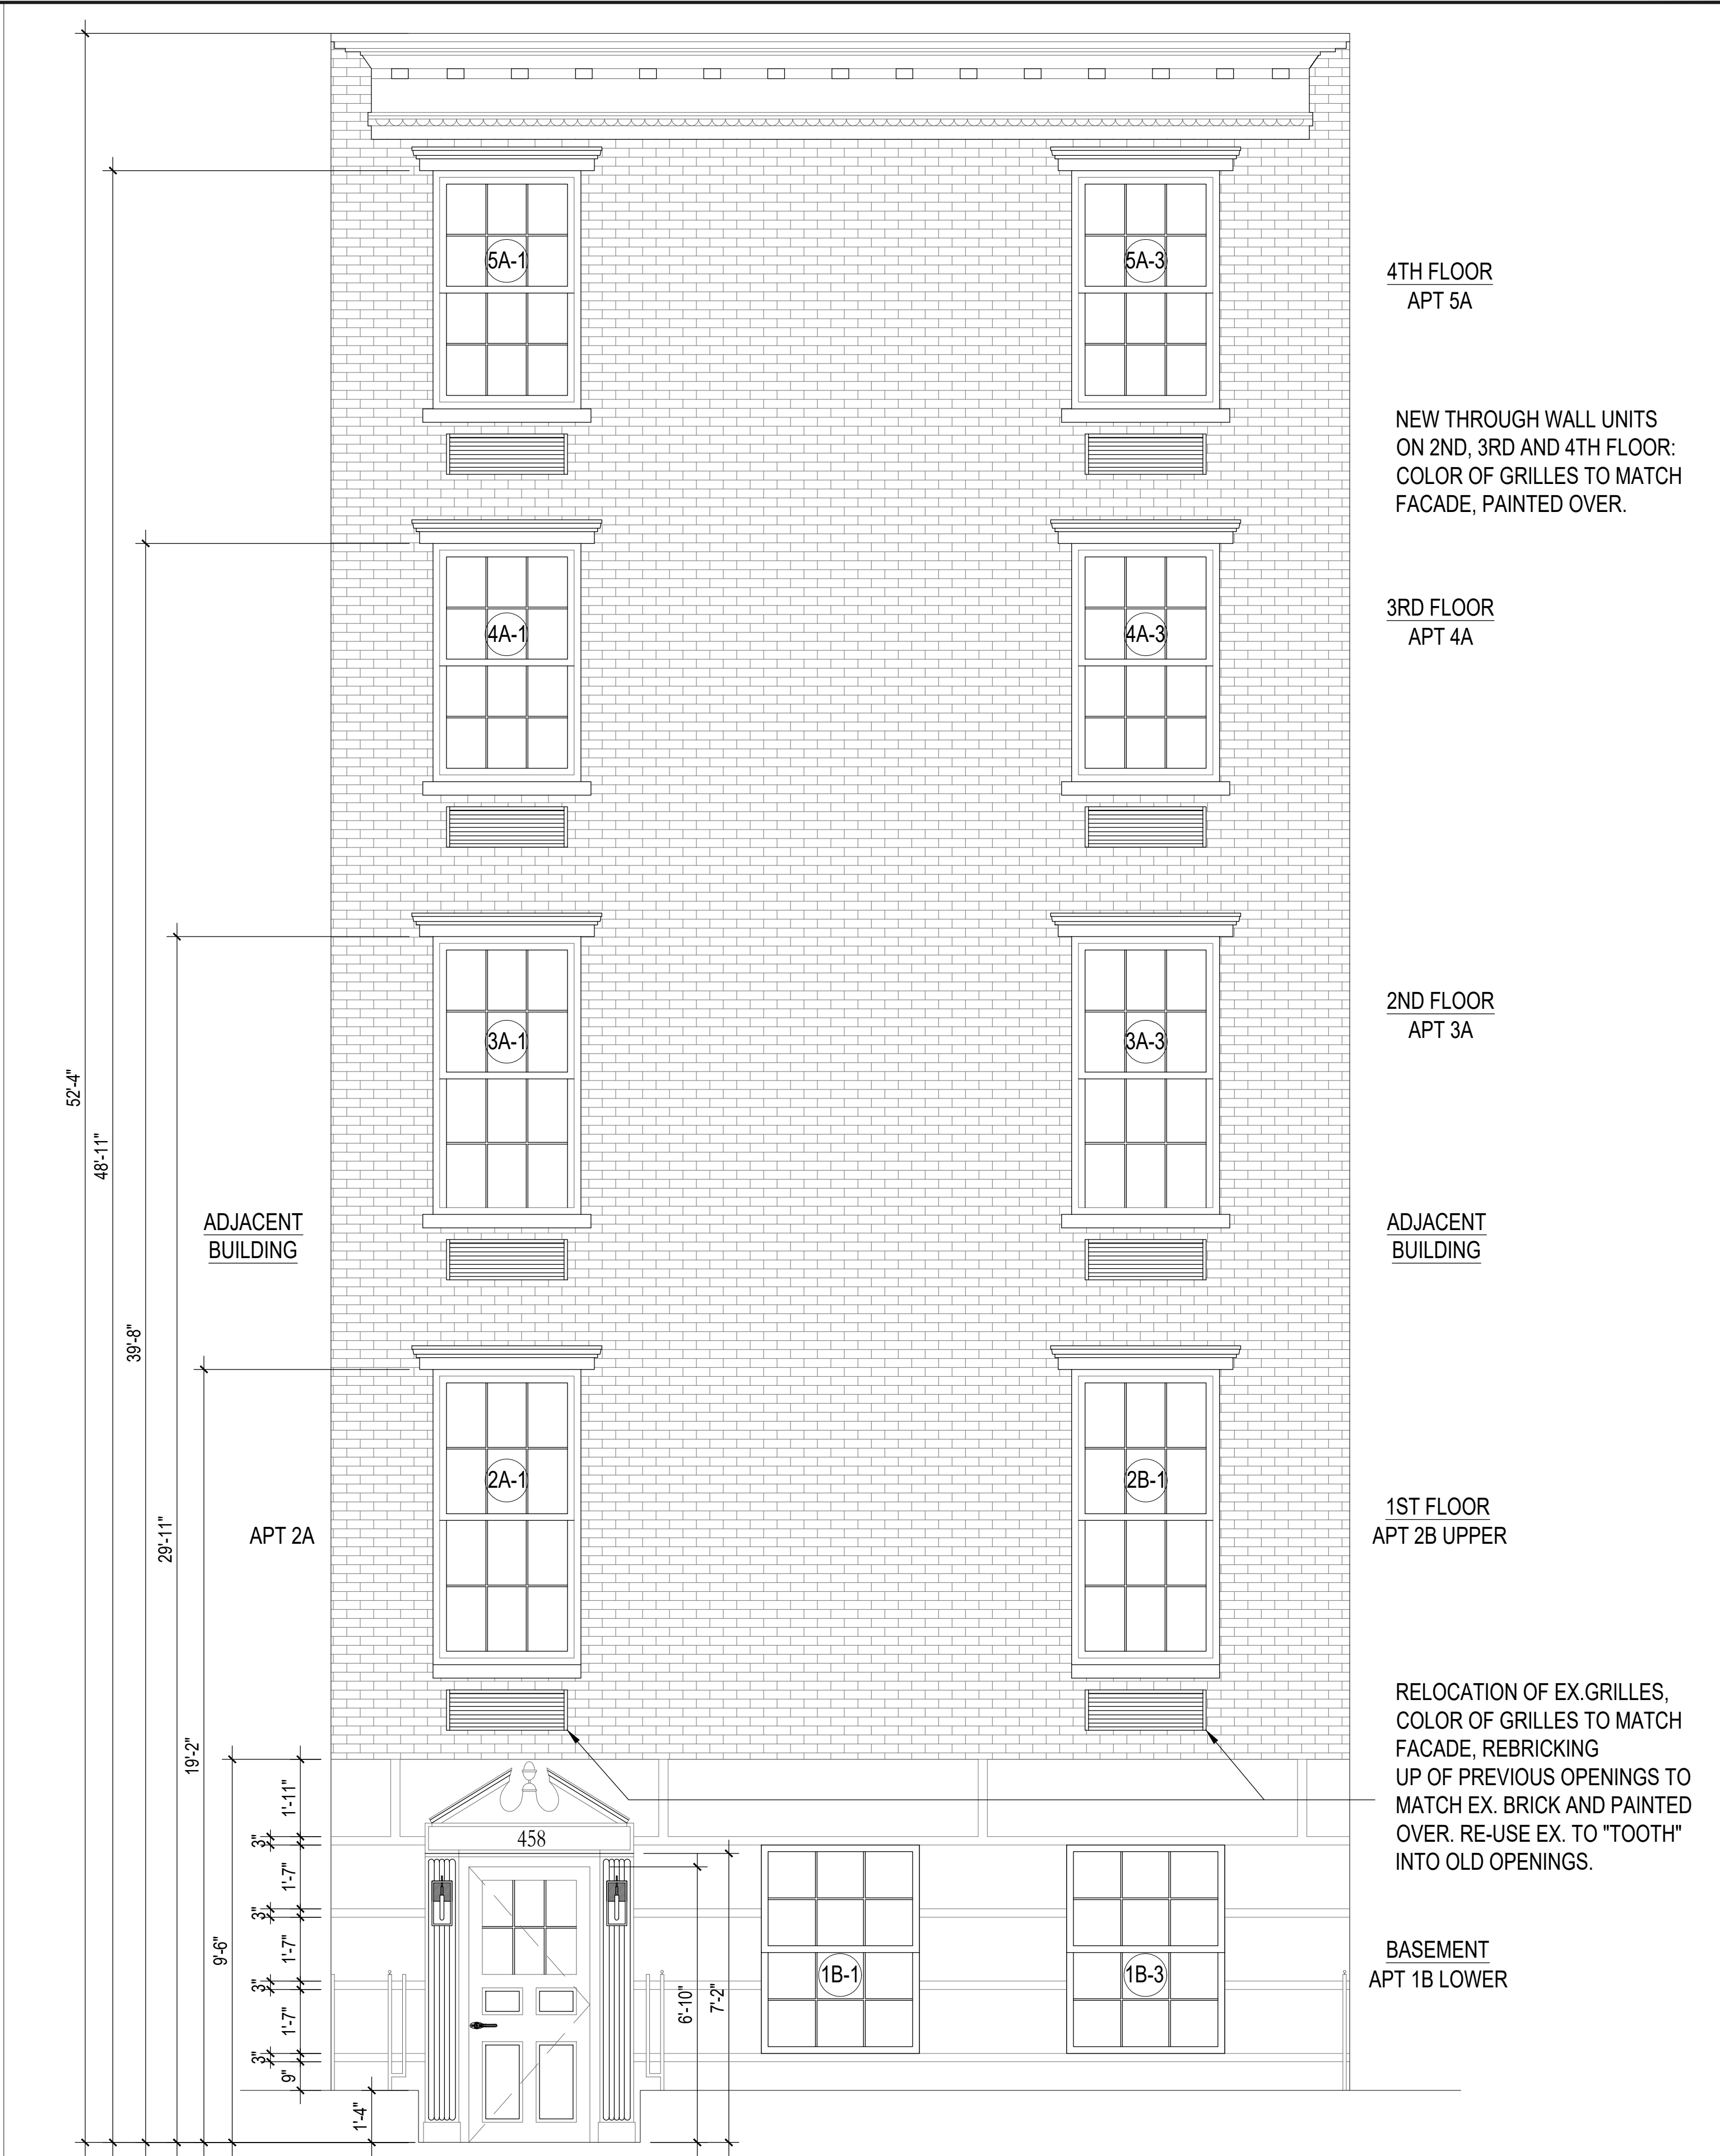 5A-1
5A-3
4TH FLOOR
APT 5A
NEW THROUGH WALL UNITS
ON 2ND, 3RD AND 4TH FLOOR:
COLOR OF GRILLES TO MATCH
FACADE, PAINTED OVER.
4A-1
4A-3
3RD FLOOR
APT 4A
3A-1
3A-3
2ND FLOOR
APT 3A
52'-4"
48'-11"
ADJACENT
BUILDING
ADJACENT
BUILDING
39'-8"
2A-1
2B-1
29'-11"
APT 2A
1ST FLOOR
APT 2B UPPER
19'-2"
RELOCATION OF EX.GRILLES,
COLOR OF GRILLES TO MATCH
FACADE, REBRICKING
UP OF PREVIOUS OPENINGS TO
MATCH EX. BRICK AND PAINTED
OVER. RE-USE EX. TO "TOOTH"
INTO OLD OPENINGS.
1'-11"
458
3"
1'-7"
3"
9'-6"
1'-7"
1B-1
1B-3
BASEMENT
APT 1B LOWER
3"
1'-7"
6'-10"
7'-2"
3"
9"
1'-4"